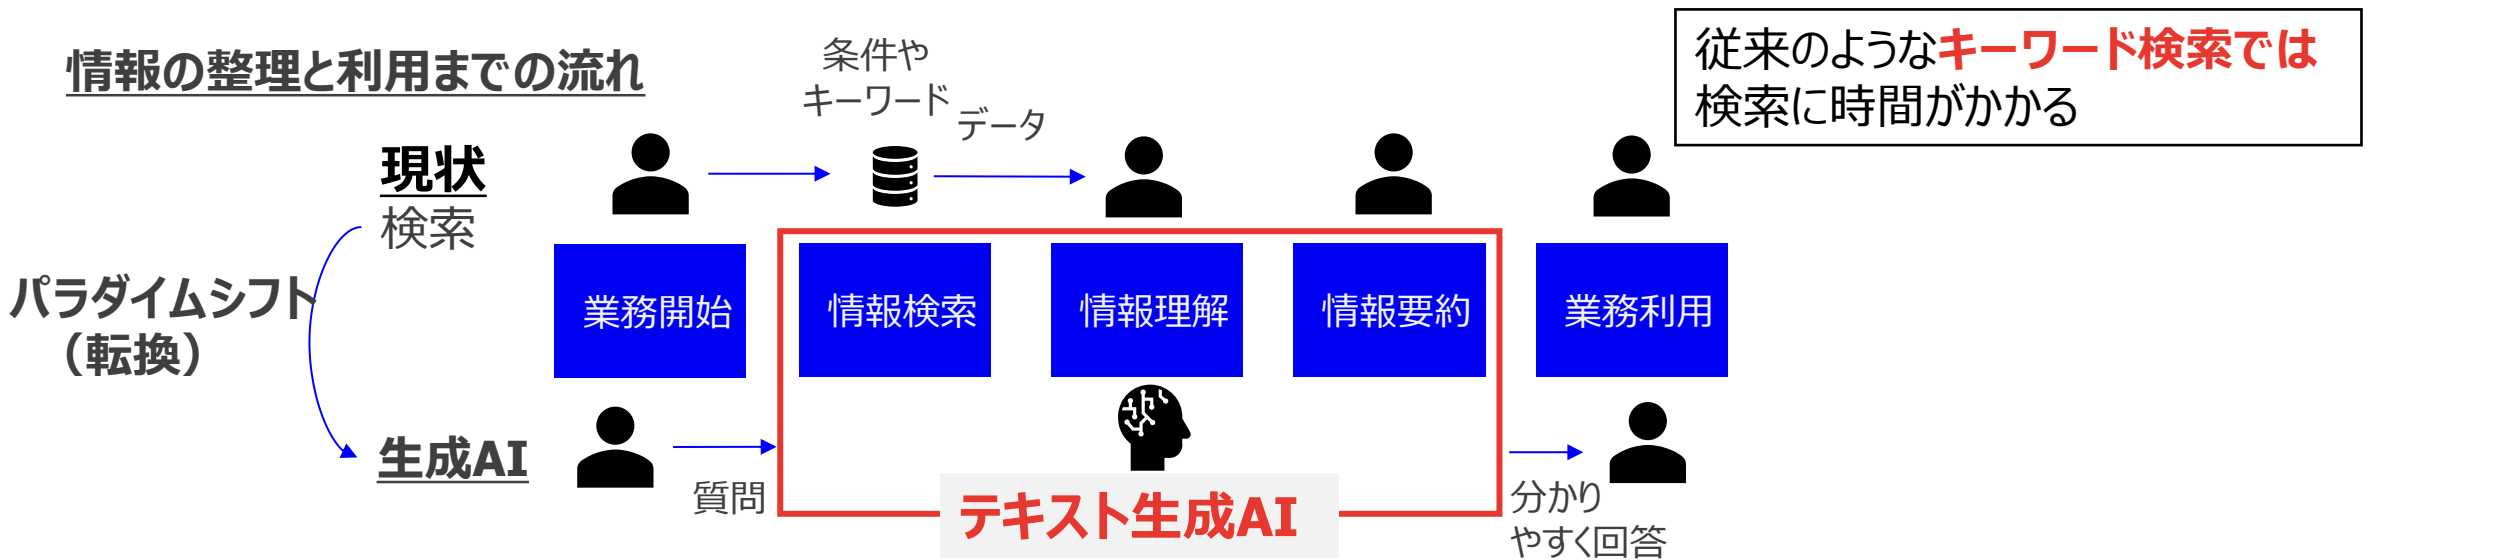 情報の整理と利用の流れ
条件や
キーワード
データ
従来のようなキーワードでは
検索に時間がかかる
現状
検索
パラダイムシフト
（転換）
業務開始
情報検索
情報理解
情報要約
業務利用
生成AI
質問
テキスト生成AI
分かり
やすく回答